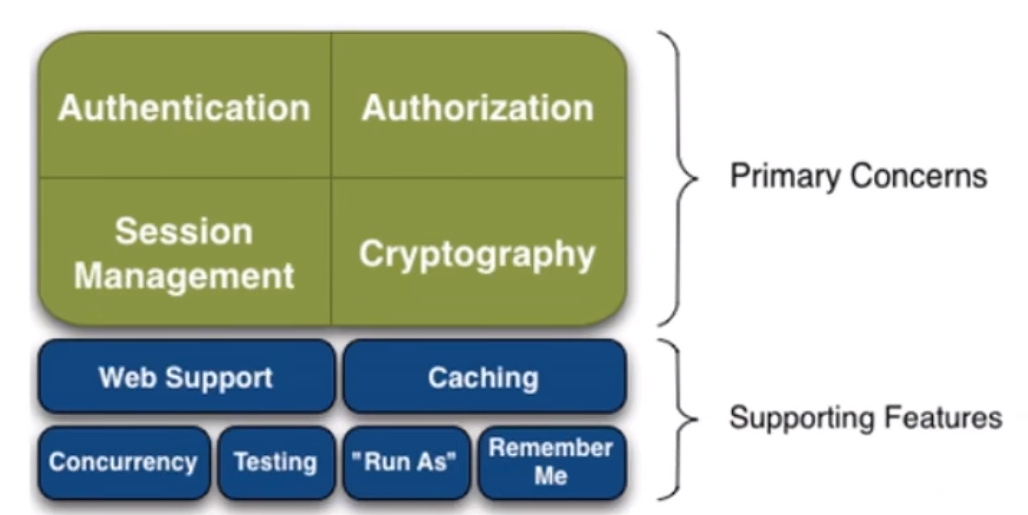 Authentication
Authorization
Session
Management
Cryptography
Primary Concerns
Web Support
Caching
Concurrency
Testing
"Run As"
Remember
Me
Supporting Features